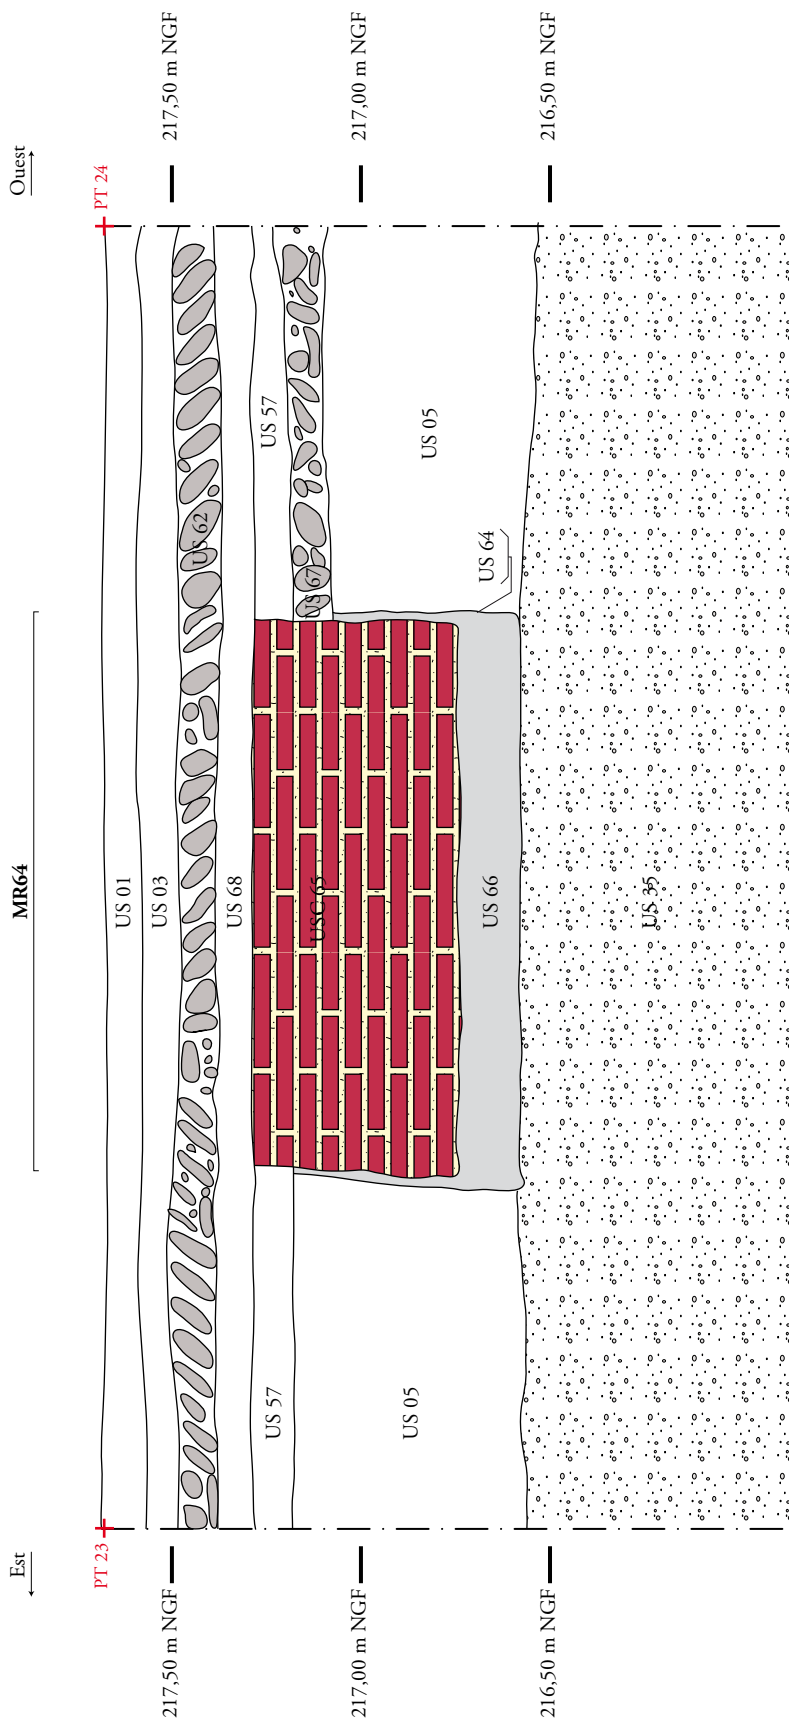 Est
Ouest
MR64
PT 23
PT 24
217,50 m NGF
217,50 m NGF
US 01
US 03
US 62
US 68
US 57
US 57
US 67
USC 65
217,00 m NGF
217,00 m NGF
US 05
US 05
US 64
US 66
216,50 m NGF
216,50 m NGF
US 35